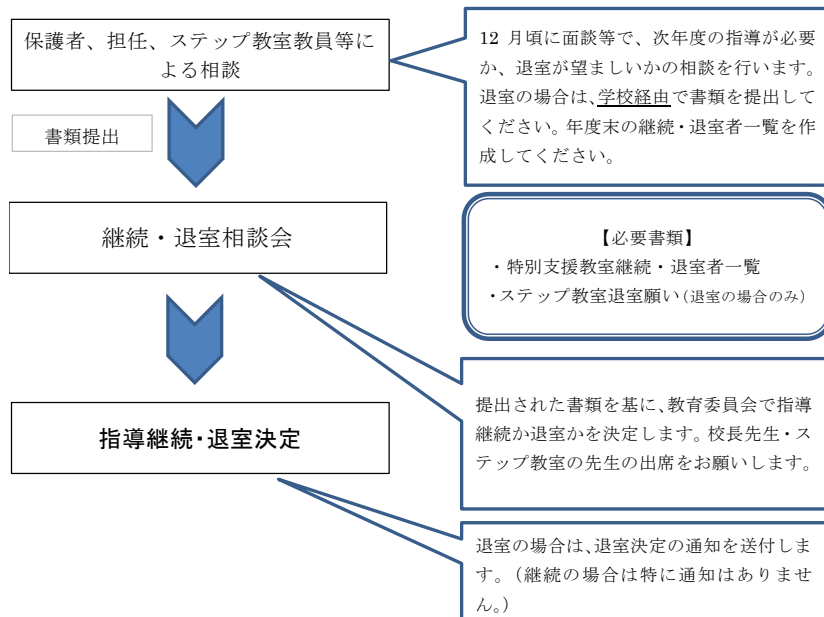 保護者、担任、ステップ教室教員等に
よる相談
12 月頃に面談等で、次年度の指導が必要
か、退室が望ましいかの相談を行います。
退室の場合は、学校経由で書類を提出して
ください。年度末の継続・退室者一覧を作
成してください。
書類提出
継続・退室相談会
【必要書類】
・特別支援教室継続・退室者一覧
・ステップ教室退室願い（退室の場合のみ）
提出された書類を基に、教育委員会で指導
継続か退室かを決定します。校長先生・ス
テップ教室の先生の出席をお願いします。
指導継続・退室決定
退室の場合は、退室決定の通知を送付しま
す。（継続の場合は特に通知はありませ
ん。）